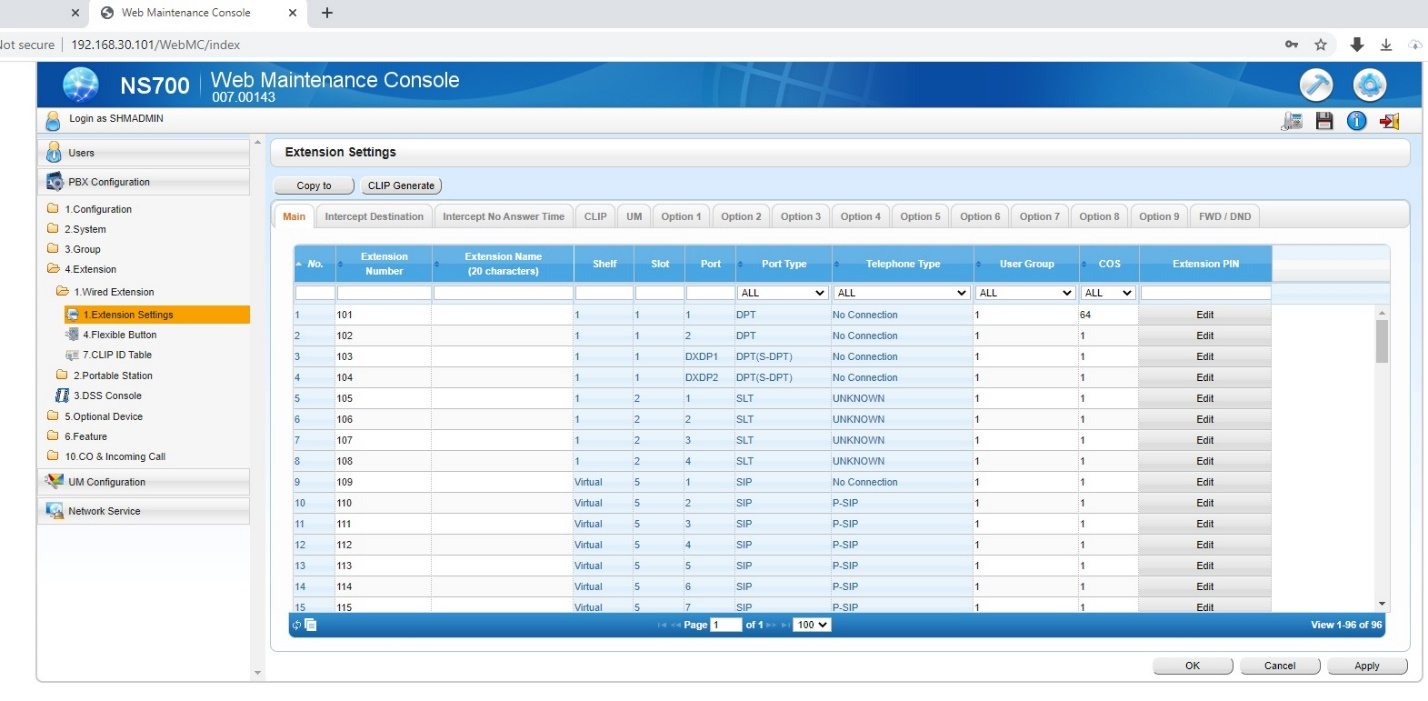 Web Maintenance Console
Not secure | 192.168.30.101/WebMC/index
NS700 Web Maintenance Console
007.00143
Login as SHMADMIN
Users
PBX Configuration
1.Configuration
2.System
3.Group
4.Extension
1.Wired Extension
1.Extension Settings
4.Flexible Button
7.CLIP ID Table
2.Portable Station
3.DSS Console
5.Optional Device
6.Feature
10.CO & Incoming Call
UM Configuration
Network Service
Extension Settings
Copy to CLIP Generate
Main Intercept Destination Intercept No Answer Time CLIP UM Option 1 Option 2 Option 3 Option 4 Option 5 Option 6 Option 7 Option 8 Option 9 FWD / DND
No. Extension Number Extension Name (20 characters) Shelf Slot Port Port Type Telephone Type User Group COS Extension PIN
ALL ALL ALL ALL
1 101 1 1 1 DPT No Connection 1 64 Edit
2 102 1 1 2 DPT No Connection 1 1 Edit
3 103 1 1 DXDP1 DPT(S-DPT) No Connection 1 1 Edit
4 104 1 1 DXDP2 DPT(S-DPT) No Connection 1 1 Edit
5 105 1 2 1 SLT UNKNOWN 1 1 Edit
6 106 1 2 2 SLT UNKNOWN 1 1 Edit
7 107 1 2 3 SLT UNKNOWN 1 1 Edit
8 108 1 2 4 SLT UNKNOWN 1 1 Edit
9 109 Virtual 5 1 SIP No Connection 1 1 Edit
10 110 Virtual 5 2 SIP P-SIP 1 1 Edit
11 111 Virtual 5 3 SIP P-SIP 1 1 Edit
12 112 Virtual 5 4 SIP P-SIP 1 1 Edit
13 113 Virtual 5 5 SIP P-SIP 1 1 Edit
14 114 Virtual 5 6 SIP P-SIP 1 1 Edit
15 115 Virtual 5 7 SIP P-SIP 1 1 Edit
Page 1 of 1 100 View 1-96 of 96
OK Cancel Apply